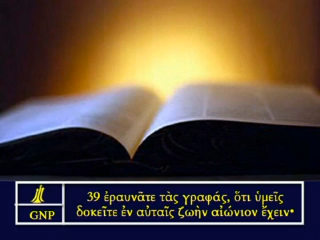 39 ἐραυνᾶτε τὰς γραφάς, ὅτι ὑμεῖς
δοκεῖτε ἐν αὐταῖς ζωὴν αἰώνιον ἔχειν•
GNP